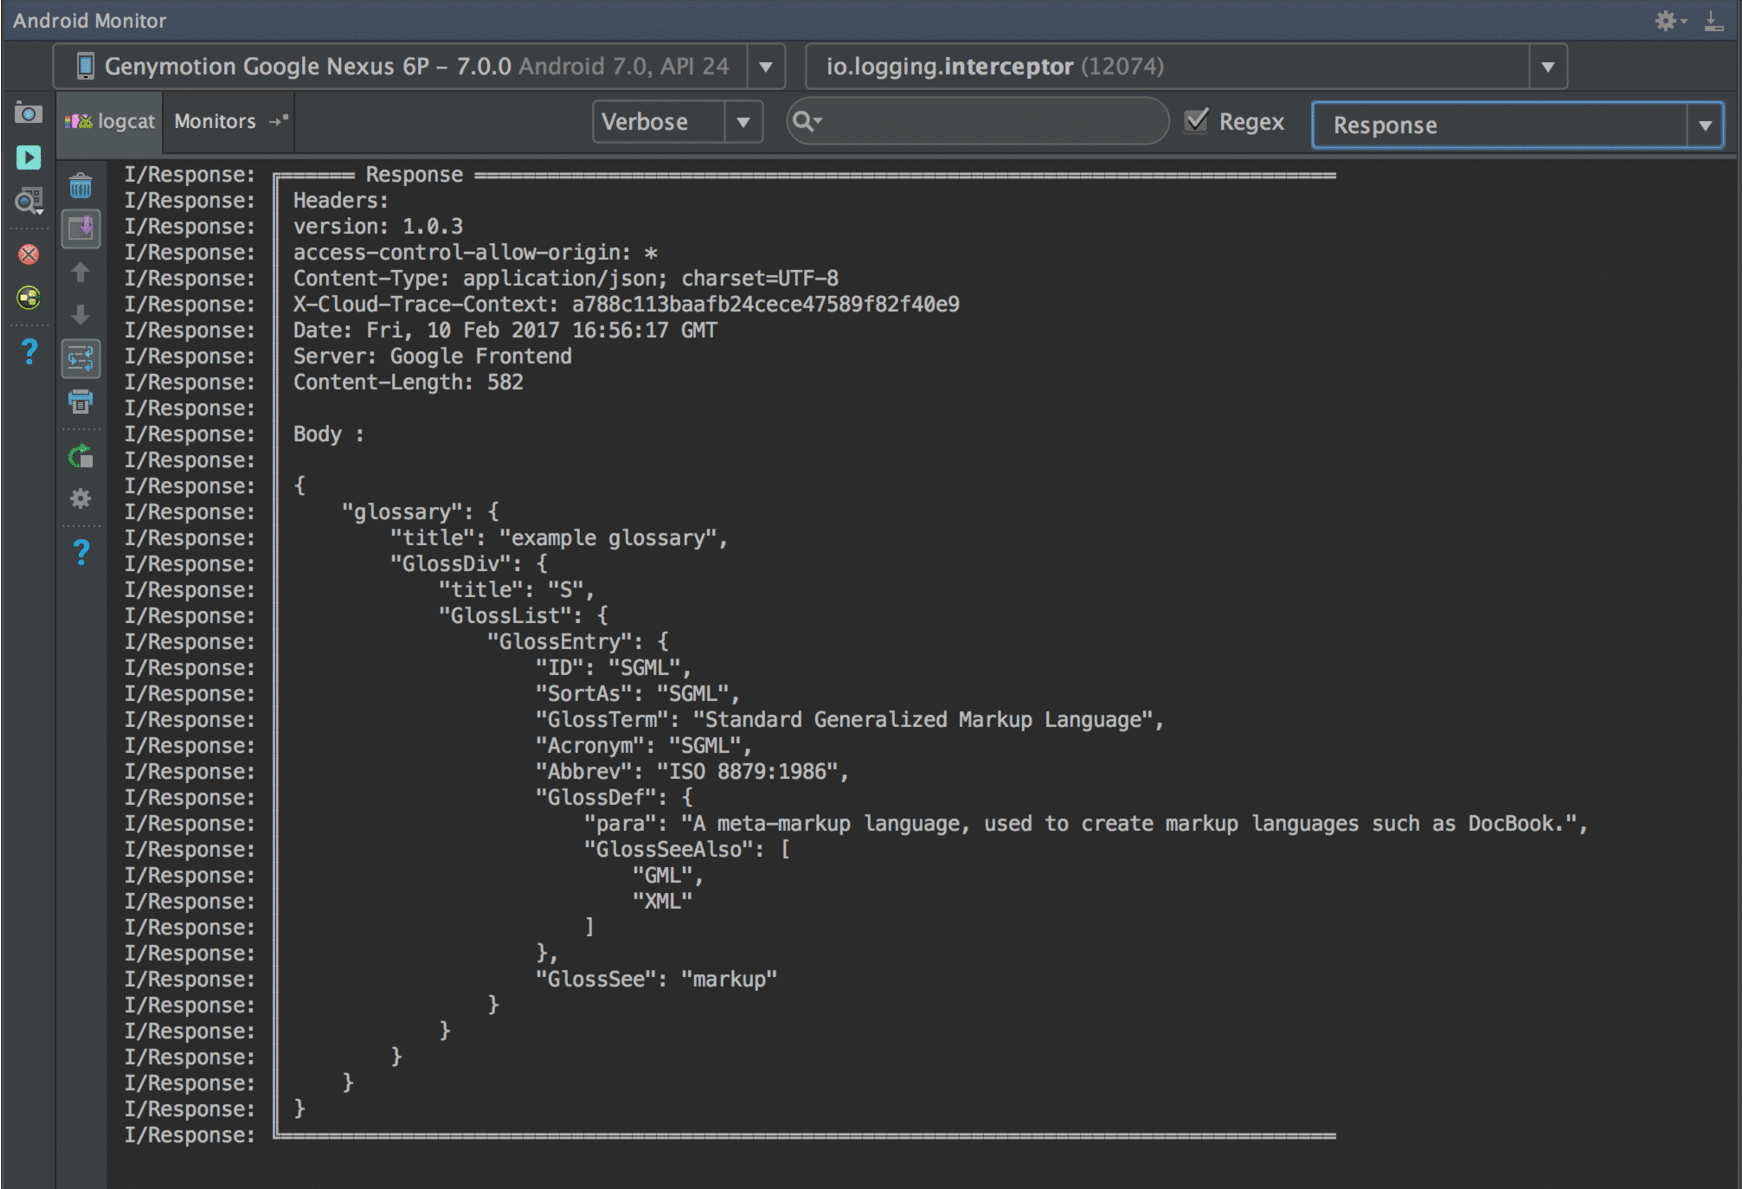 Android Monitor
Genymotion Google Nexus 6P – 7.0.0 Android 7.0, API 24 io.logging.interceptor (12074)
logcat Monitors Verbose Regex Response
I/Response: ╔══════ Response ═══════════════════════════════════════════════════════════════════════
I/Response: ║ Headers:
I/Response: ║ version: 1.0.3
I/Response: ║ access-control-allow-origin: *
I/Response: ║ Content-Type: application/json; charset=UTF-8
I/Response: ║ X-Cloud-Trace-Context: a788c113baafb24cece47589f82f40e9
I/Response: ║ Date: Fri, 10 Feb 2017 16:56:17 GMT
I/Response: ║ Server: Google Frontend
I/Response: ║ Content-Length: 582
I/Response: ║
I/Response: ║ Body :
I/Response: ║
I/Response: ║ {
I/Response: ║     "glossary": {
I/Response: ║         "title": "example glossary",
I/Response: ║         "GlossDiv": {
I/Response: ║             "title": "S",
I/Response: ║             "GlossList": {
I/Response: ║                 "GlossEntry": {
I/Response: ║                     "ID": "SGML",
I/Response: ║                     "SortAs": "SGML",
I/Response: ║                     "GlossTerm": "Standard Generalized Markup Language",
I/Response: ║                     "Acronym": "SGML",
I/Response: ║                     "Abbrev": "ISO 8879:1986",
I/Response: ║                     "GlossDef": {
I/Response: ║                         "para": "A meta-markup language, used to create markup languages such as DocBook.",
I/Response: ║                         "GlossSeeAlso": [
I/Response: ║                             "GML",
I/Response: ║                             "XML"
I/Response: ║                         ]
I/Response: ║                     },
I/Response: ║                     "GlossSee": "markup"
I/Response: ║                 }
I/Response: ║             }
I/Response: ║         }
I/Response: ║     }
I/Response: ║ }
I/Response: ╚═══════════════════════════════════════════════════════════════════════════════════════